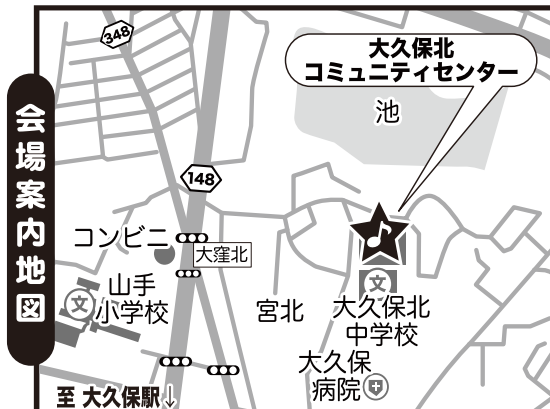 会場案内地図
348
大久保北
コミュニティセンター
池
148
コンビニ
大窪北
山手
小学校
文
宮北
文
大久保北
中学校
大久保
病院
至 大久保駅↓